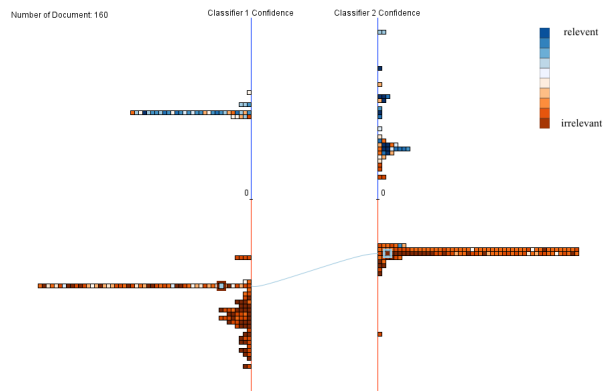 Number of Document: 160
Classifier 1 Confidence
Classifier 2 Confidence
relevent
irrelevant
0
0